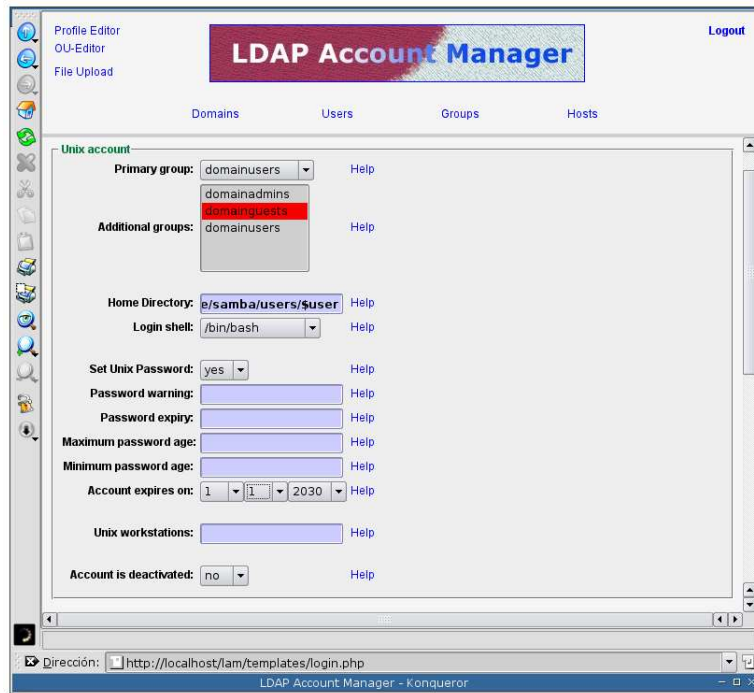 Profile Editor
OU-Editor
File Upload
LDAP Account Manager
Logout
Domains Users Groups Hosts
Unix account
Primary group: domainusers Help
domainadmins
domainguests
Additional groups: domainusers Help
Home Directory: e/samba/users/$user Help
Login shell: /bin/bash Help
Set Unix Password: yes Help
Password warning: Help
Password expiry: Help
Maximum password age: Help
Minimum password age: Help
Account expires on: 1 1 2030 Help
Unix workstations: Help
Account is deactivated: no Help
Dirección: http://localhost/lam/templates/login.php
LDAP Account Manager - Konqueror